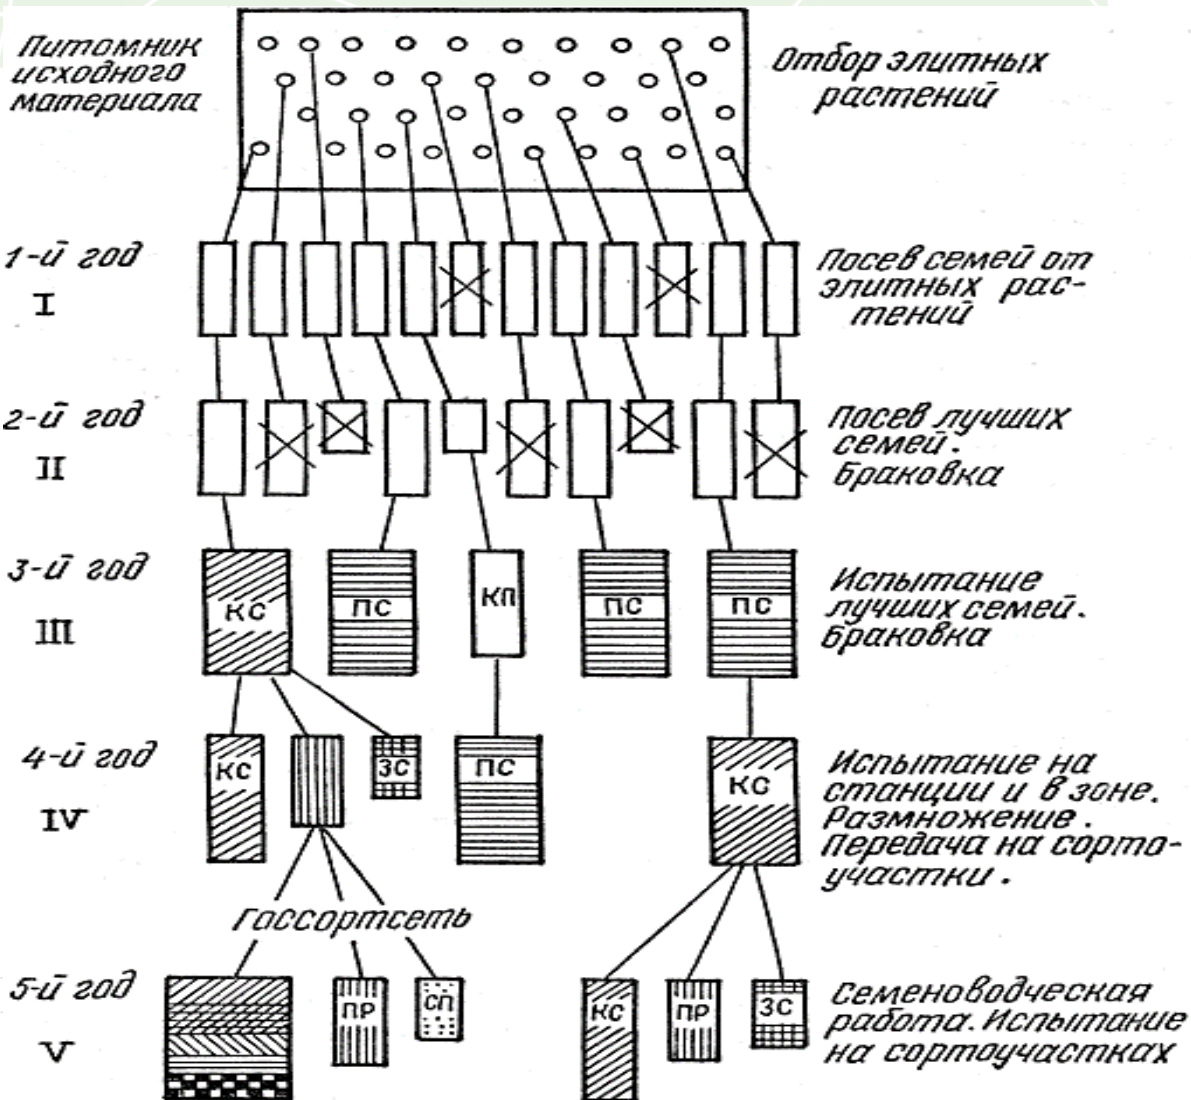 Питомник
исходного
материала
Отбор элитных
растений
1-й год
I
Посев семей от
элитных рас-
тений
2-й год
II
Посев лучших
семей.
Браковка
3-й год
III
КС
ПС
КП
ПС
ПС
Испытание
лучших семей.
Браковка
4-й год
IV
КС
ЗС
ПС
КС
Испытание на
станции и в зоне.
Размножение.
Передача на сорто-
участки.
Госсортсеть
5-й год
V
ПР
СП
КС
ПР
ЗС
Семеноводческая
работа. Испытание
на сортоучастках